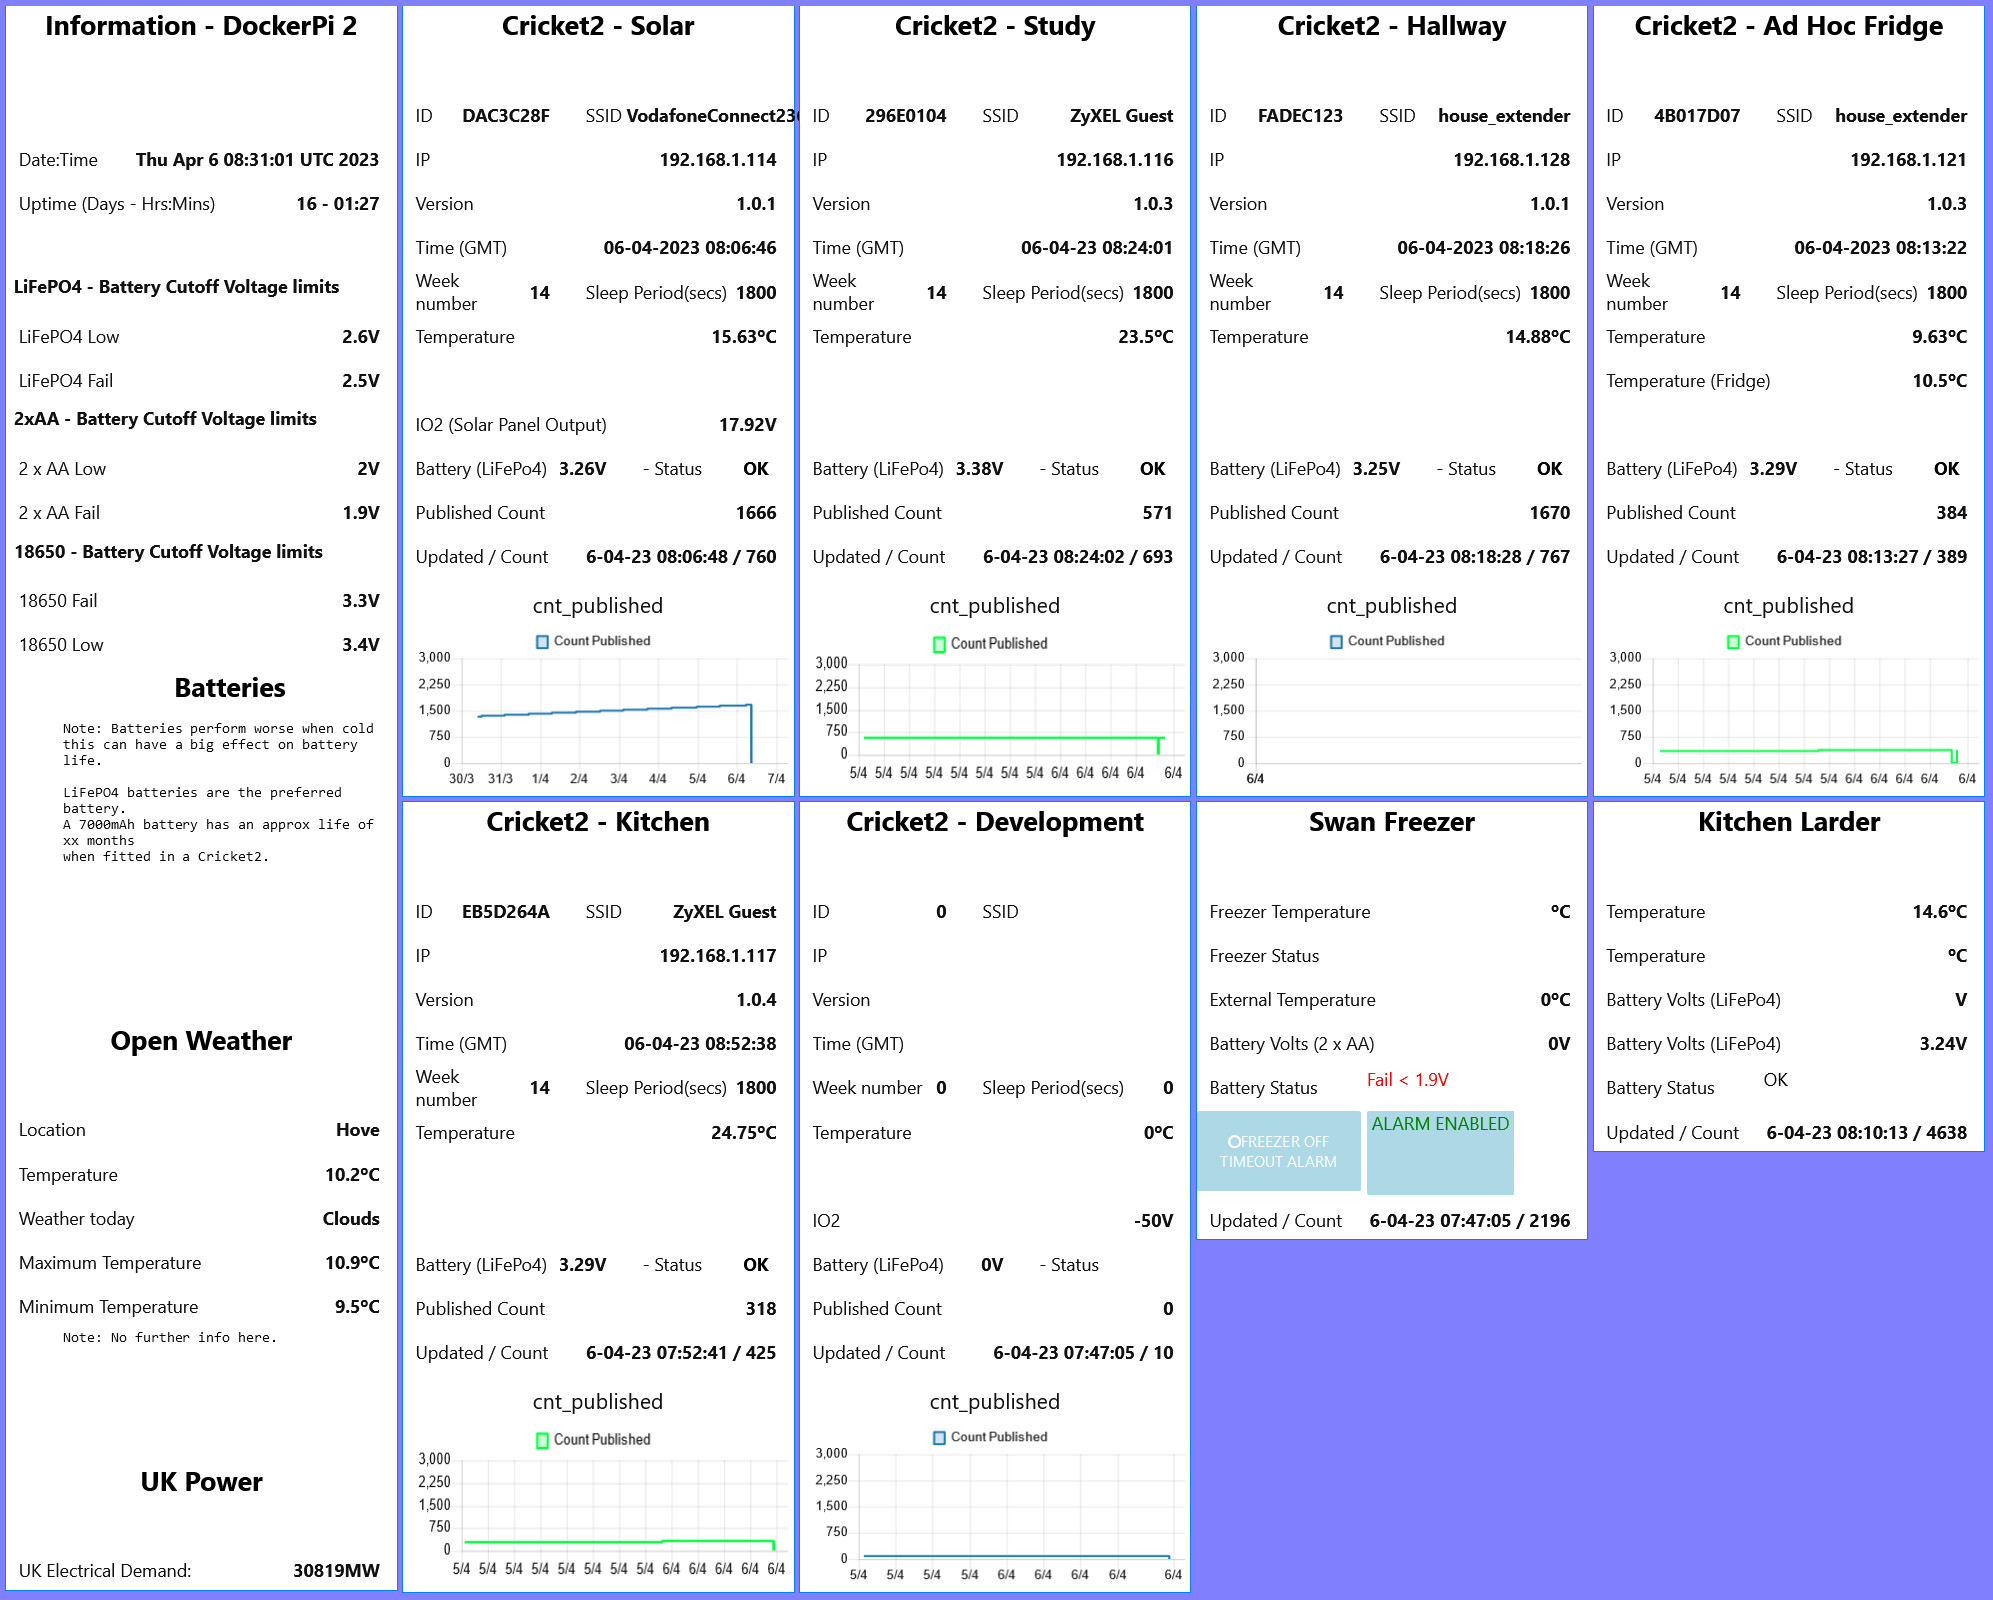 Information - DockerPi 2
Date:Time Thu Apr 6 08:31:01 UTC 2023
Uptime (Days - Hrs:Mins) 16 - 01:27
LiFePO4 - Battery Cutoff Voltage limits
LiFePO4 Low 2.6V
LiFePO4 Fail 2.5V
2xAA - Battery Cutoff Voltage limits
2 x AA Low 2V
2 x AA Fail 1.9V
18650 - Battery Cutoff Voltage limits
18650 Fail 3.3V
18650 Low 3.4V
Batteries
Note: Batteries perform worse when cold
this can have a big effect on battery
life.
LiFePO4 batteries are the preferred
battery.
A 7000mAh battery has an approx life of
xx months
when fitted in a Cricket2.
Open Weather
Location Hove
Temperature 10.2ºC
Weather today Clouds
Maximum Temperature 10.9ºC
Minimum Temperature 9.5ºC
Note: No further info here.
UK Power
UK Electrical Demand: 30819MW
Cricket2 - Solar
ID DAC3C28F SSID VodafoneConnect23
IP 192.168.1.114
Version 1.0.1
Time (GMT) 06-04-2023 08:06:46
Week
number 14 Sleep Period(secs) 1800
Temperature 15.63ºC
IO2 (Solar Panel Output) 17.92V
Battery (LiFePo4) 3.26V - Status OK
Published Count 1666
Updated / Count 6-04-23 08:06:48 / 760
cnt_published
Count Published
3,000
2,250
1,500
750
0
30/3 31/3 1/4 2/4 3/4 4/4 5/4 6/4 7/4
Cricket2 - Study
ID 296E0104 SSID ZyXEL Guest
IP 192.168.1.116
Version 1.0.3
Time (GMT) 06-04-23 08:24:01
Week
number 14 Sleep Period(secs) 1800
Temperature 23.5ºC
Battery (LiFePo4) 3.38V - Status OK
Published Count 571
Updated / Count 6-04-23 08:24:02 / 693
cnt_published
Count Published
3,000
2,250
1,500
750
0
5/4 5/4 5/4 5/4 5/4 5/4 5/4 5/4 6/4 6/4 6/4 6/4 6/4
Cricket2 - Hallway
ID FADEC123 SSID house_extender
IP 192.168.1.128
Version 1.0.1
Time (GMT) 06-04-2023 08:18:26
Week
number 14 Sleep Period(secs) 1800
Temperature 14.88ºC
Battery (LiFePo4) 3.25V - Status OK
Published Count 1670
Updated / Count 6-04-23 08:18:28 / 767
cnt_published
Count Published
3,000
2,250
1,500
750
0
6/4
Cricket2 - Ad Hoc Fridge
ID 4B017D07 SSID house_extender
IP 192.168.1.121
Version 1.0.3
Time (GMT) 06-04-2023 08:13:22
Week
number 14 Sleep Period(secs) 1800
Temperature 9.63ºC
Temperature (Fridge) 10.5ºC
Battery (LiFePo4) 3.29V - Status OK
Published Count 384
Updated / Count 6-04-23 08:13:27 / 389
cnt_published
Count Published
3,000
2,250
1,500
750
0
5/4 5/4 5/4 5/4 5/4 5/4 5/4 5/4 6/4 6/4 6/4 6/4 6/4
Cricket2 - Kitchen
ID EB5D264A SSID ZyXEL Guest
IP 192.168.1.117
Version 1.0.4
Time (GMT) 06-04-23 08:52:38
Week
number 14 Sleep Period(secs) 1800
Temperature 24.75ºC
Battery (LiFePo4) 3.29V - Status OK
Published Count 318
Updated / Count 6-04-23 07:52:41 / 425
cnt_published
Count Published
3,000
2,250
1,500
750
0
5/4 5/4 5/4 5/4 5/4 5/4 5/4 5/4 6/4 6/4 6/4 6/4 6/4
Cricket2 - Development
ID 0 SSID
IP
Version
Time (GMT)
Week number 0 Sleep Period(secs) 0
Temperature 0ºC
IO2 -50V
Battery (LiFePo4) 0V - Status
Published Count 0
Updated / Count 6-04-23 07:47:05 / 10
cnt_published
Count Published
3,000
2,250
1,500
750
0
5/4 5/4 5/4 5/4 6/4 6/4 6/4 6/4 6/4
Swan Freezer
Freezer Temperature ºC
Freezer Status
External Temperature 0ºC
Battery Volts (2 x AA) 0V
Battery Status Fail < 1.9V
FREEZER OFF
TIMEOUT ALARM
ALARM ENABLED
Updated / Count 6-04-23 07:47:05 / 2196
Kitchen Larder
Temperature 14.6ºC
Temperature ºC
Battery Volts (LiFePo4) V
Battery Volts (LiFePo4) 3.24V
Battery Status OK
Updated / Count 6-04-23 08:10:13 / 4638